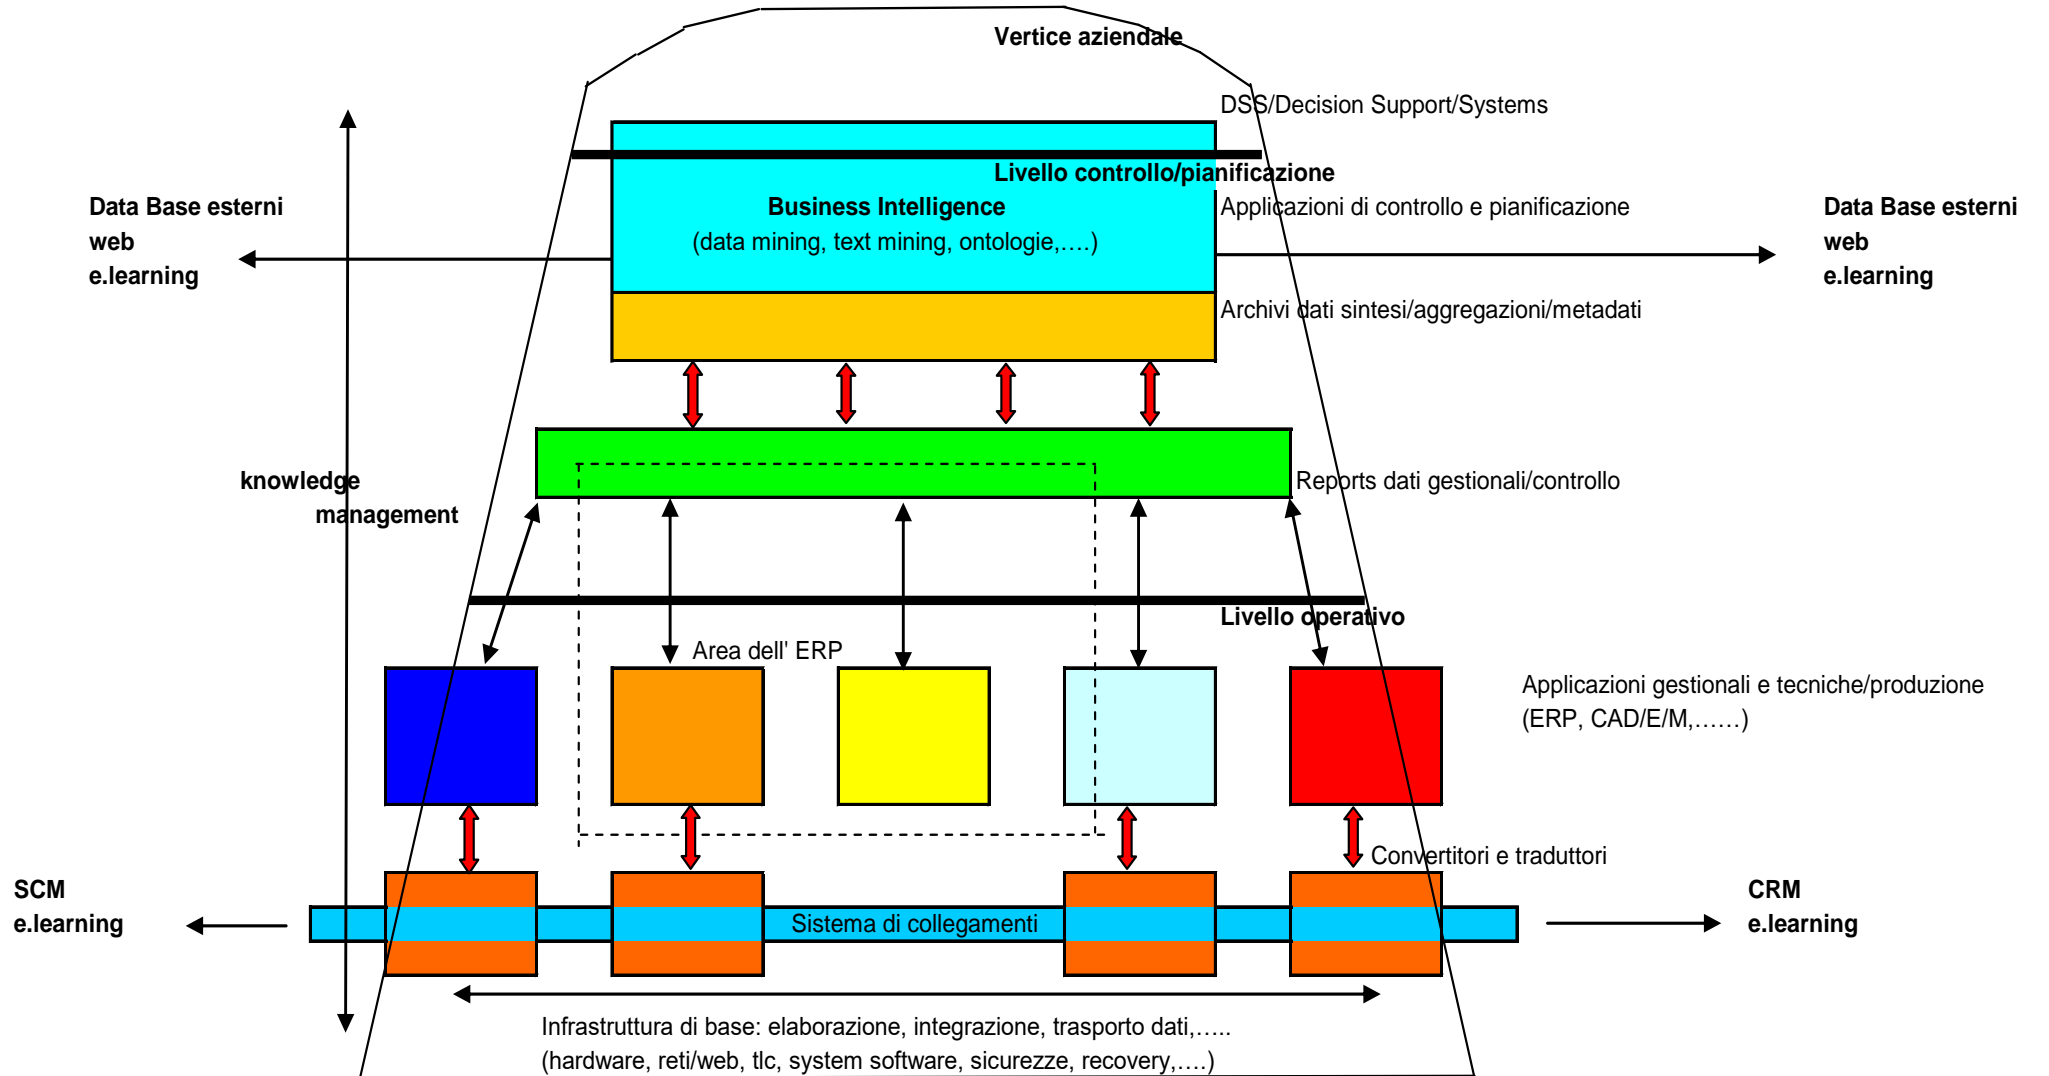 Vertice aziendale
DSS/Decision Support/Systems
Livello controllo/pianificazione
Data Base esterni
web
e.learning
Business Intelligence
(data mining, text mining, ontologie,….)
Applicazioni di controllo e pianificazione
Data Base esterni
web
e.learning
Archivi dati sintesi/aggregazioni/metadati
knowledge
management
Reports dati gestionali/controllo
Livello operativo
Area dell' ERP
Applicazioni gestionali e tecniche/produzione
(ERP, CAD/E/M,……)
Convertitori e traduttori
SCM
e.learning
Sistema di collegamenti
CRM
e.learning
Infrastruttura di base: elaborazione, integrazione, trasporto dati,…..
(hardware, reti/web, tlc, system software, sicurezze, recovery,….)